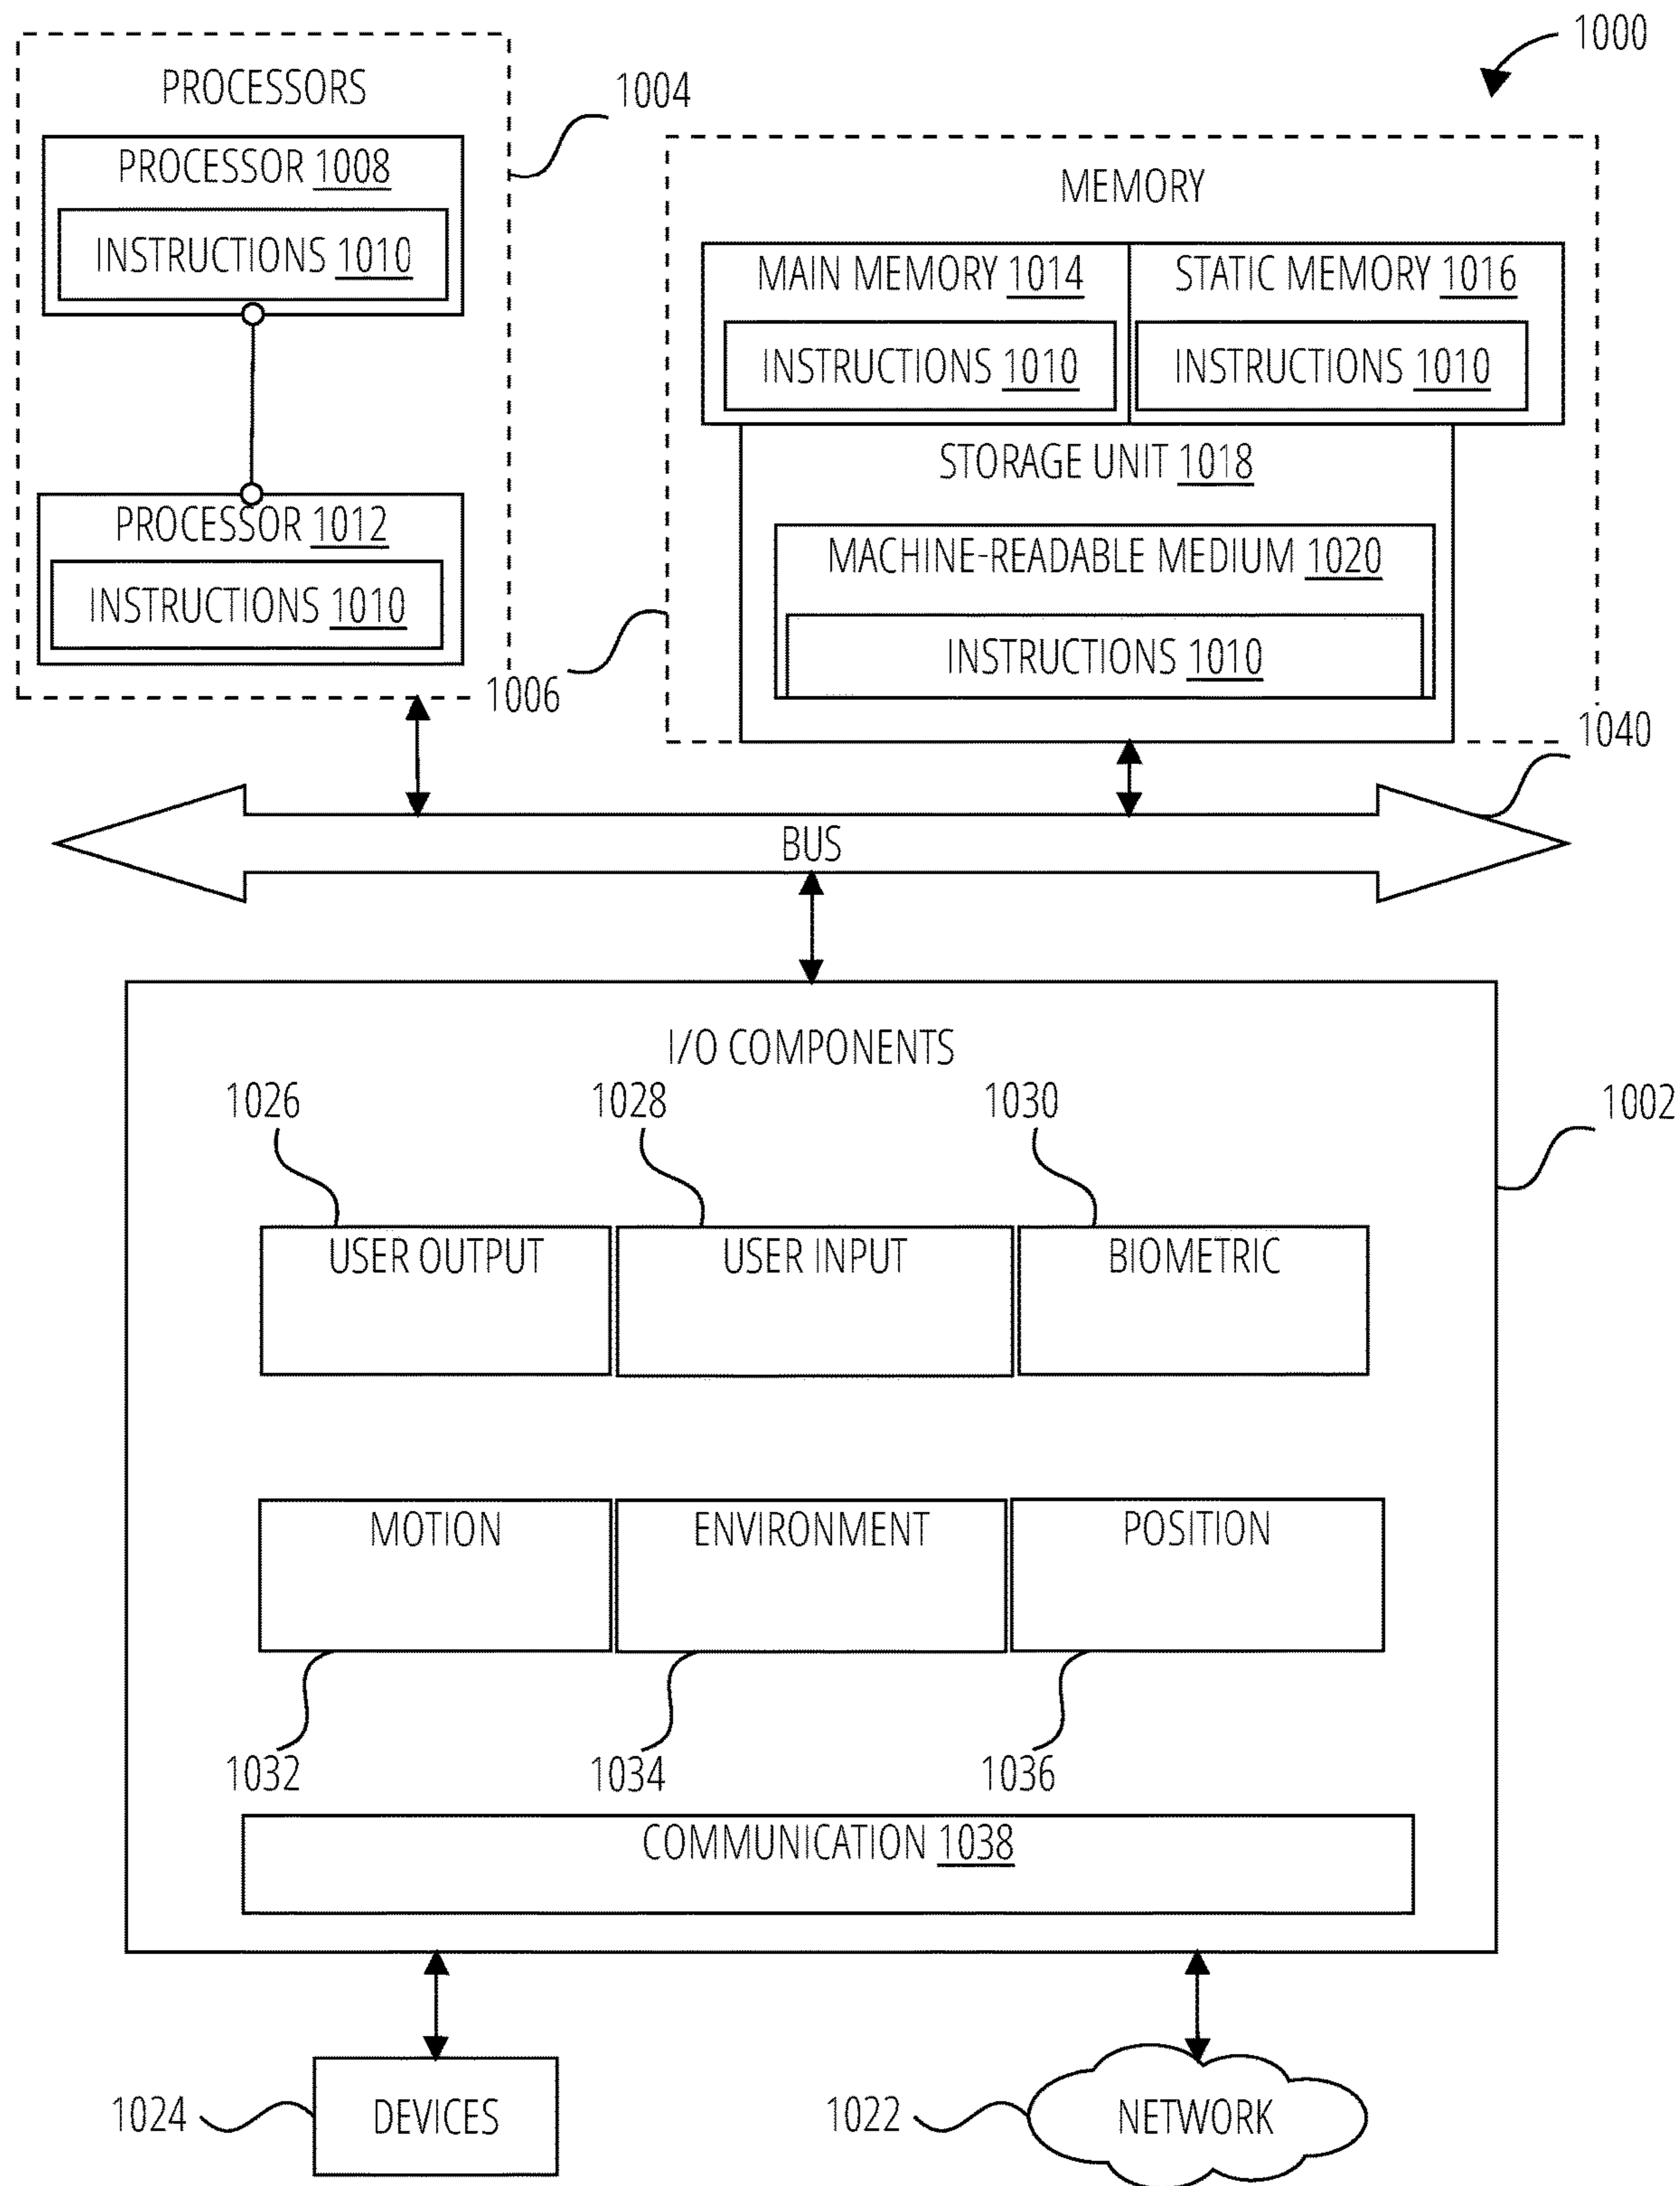 1000
PROCESSORS
1004
PROCESSOR 1008
INSTRUCTIONS 1010
PROCESSOR 1012
INSTRUCTIONS 1010
MEMORY
MAIN MEMORY 1014
STATIC MEMORY 1016
INSTRUCTIONS 1010
INSTRUCTIONS 1010
STORAGE UNIT 1018
MACHINE-READABLE MEDIUM 1020
INSTRUCTIONS 1010
1006
1040
BUS
I/O COMPONENTS
1026
1028
1030
1002
USER OUTPUT
USER INPUT
BIOMETRIC
MOTION
ENVIRONMENT
POSITION
1032
1034
1036
COMMUNICATION 1038
1024
DEVICES
1022
NETWORK